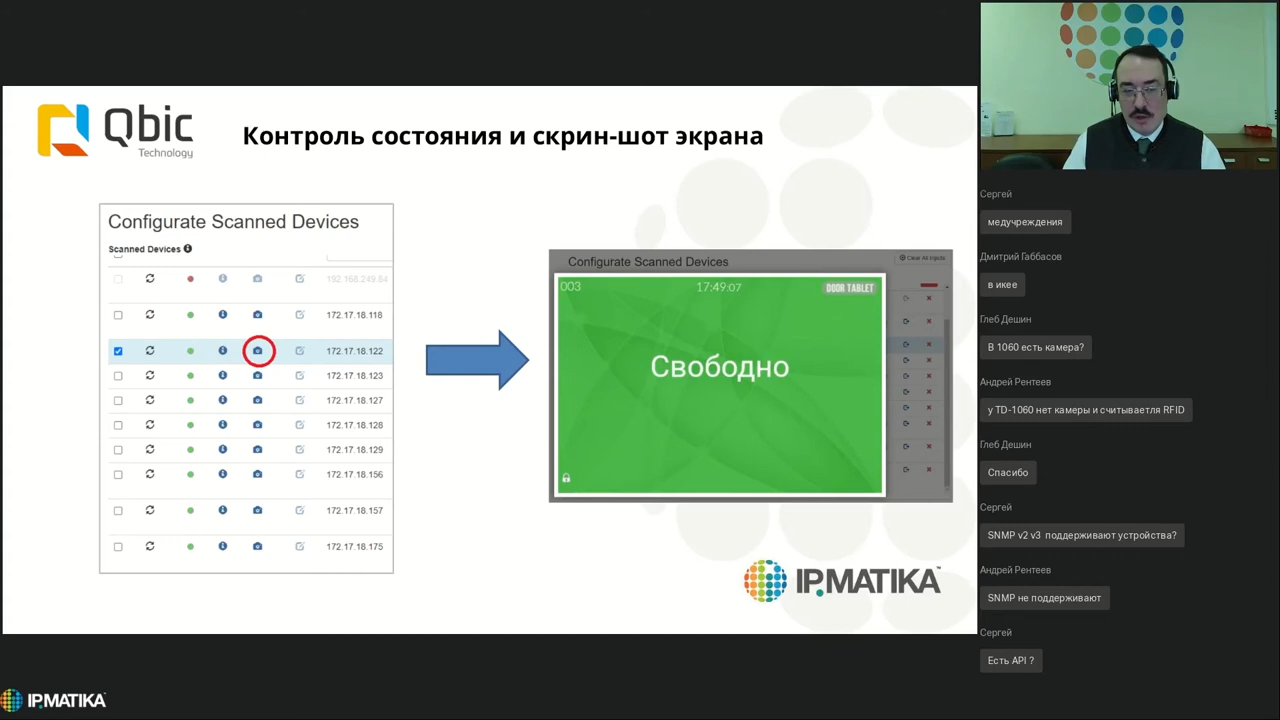 Qbic
Technology
Контроль состояния и скрин-шот экрана
Configurate Scanned Devices
Scanned Devices
192.168.249.84
172.17.18.118
172.17.18.122
172.17.18.123
172.17.18.127
172.17.18.128
172.17.18.129
172.17.18.156
172.17.18.157
172.17.18.175
Configurate Scanned Devices
Clear All Inputs
003
17:49:07
DOOR TABLET
Свободно
IPMATIKA™
Сергей
медучреждения
Дмитрий Габбасов
в икее
Глеб Дешин
В 1060 есть камера?
Андрей Рентеев
у TD-1060 нет камеры и считываетля RFID
Глеб Дешин
Спасибо
Сергей
SNMP v2 v3 поддерживают устройства?
Андрей Рентеев
SNMP не поддерживают
Сергей
Есть API ?
IPMATIKA